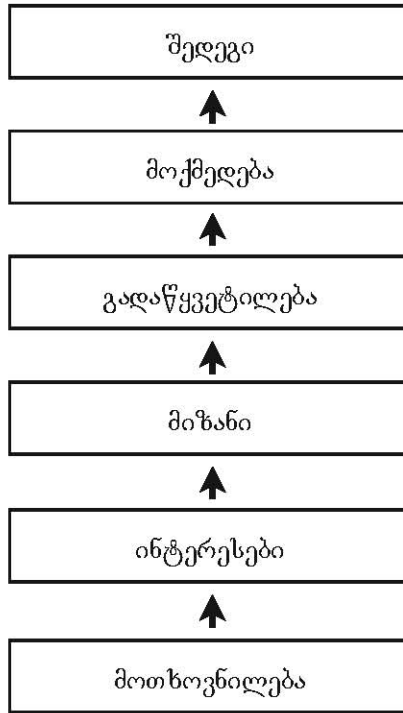 შედეგი
მოქმედება
გადაწყვეტილება
მიზანი
ინტერესები
მოთხოვნილება